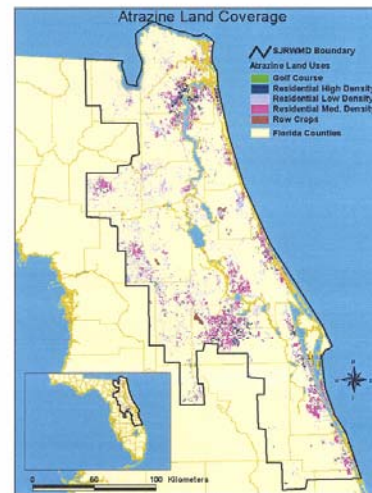 Atrazine Land Coverage
SJRWMD Boundary
Atrazine Land Uses
Golf Course
Residential High Density
Residential Low Density
Residential Med. Density
Row Crops
Florida Counties
0 60 100 Kilometers